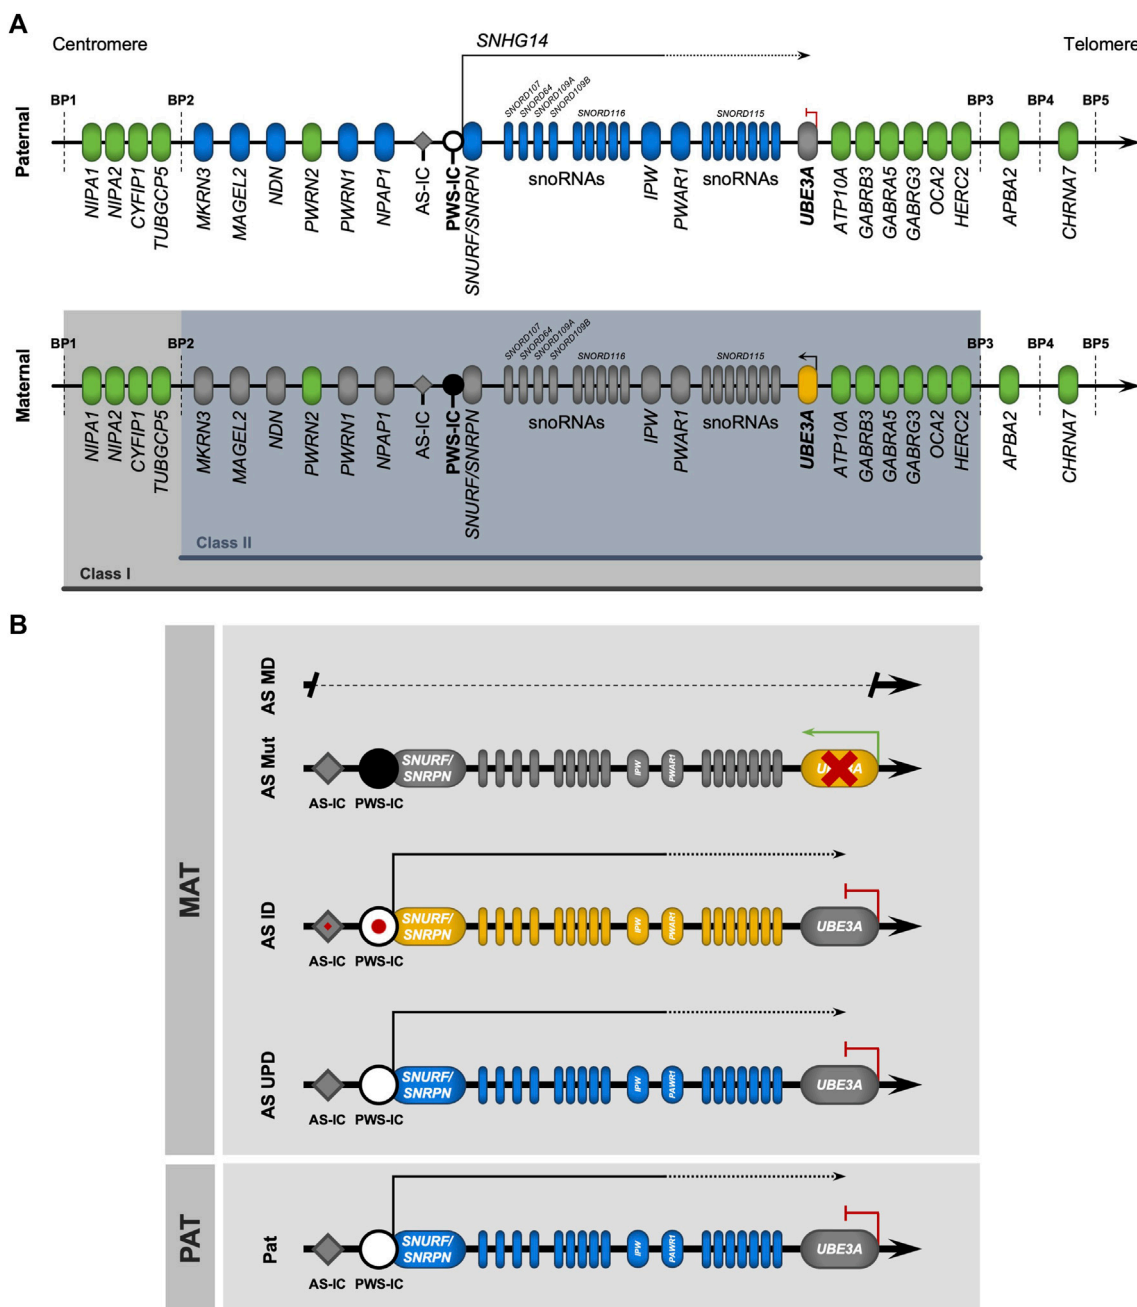 A
Centromere
SNHG14
Telomere
Paternal
BP1
BP2
SNORD107
SNORD64
SNORD109A
SNORD109B
SNORD116
SNORD115
BP3
BP4
BP5
NIPA1
NIPA2
CYFIP1
TUBGCP5
MKRN3
MAGEL2
NDN
PWRN2
PWRN1
NPAP1
AS-IC
PWS-IC
SNURF/SNRPN
snoRNAs
IPW
PWAR1
snoRNAs
UBE3A
ATP10A
GABRB3
GABRA5
GABRG3
OCA2
HERC2
APBA2
CHRNA7
Maternal
BP1
BP2
SNORD107
SNORD64
SNORD109A
SNORD109B
SNORD116
SNORD115
BP3
BP4
BP5
NIPA1
NIPA2
CYFIP1
TUBGCP5
MKRN3
MAGEL2
NDN
PWRN2
PWRN1
NPAP1
AS-IC
PWS-IC
SNURF/SNRPN
snoRNAs
IPW
PWAR1
snoRNAs
UBE3A
ATP10A
GABRB3
GABRA5
GABRG3
OCA2
HERC2
APBA2
CHRNA7
Class II
Class I
B
MAT
AS MD
AS Mut
SNURF/
SNRPN
IPW
PWAR1
AS-IC
PWS-IC
AS ID
SNURF/
SNRPN
IPW
PWAR1
UBE3A
AS-IC
PWS-IC
AS UPD
SNURF/
SNRPN
IPW
PAWR1
UBE3A
AS-IC
PWS-IC
PAT
Pat
SNURF/
SNRPN
IPW
PAWR1
UBE3A
AS-IC
PWS-IC